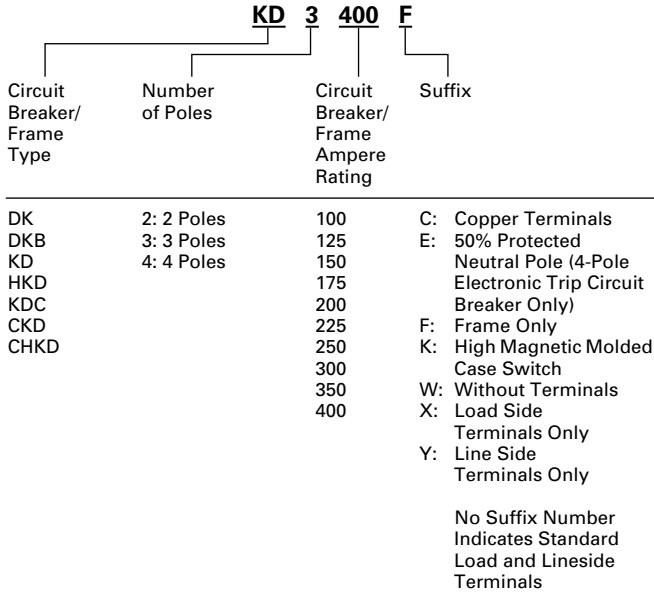 KD 3 400 F
Circuit Breaker/ Frame Type
Number of Poles
Circuit Breaker/ Frame Ampere Rating
Suffix
DK
DKB
KD
HKD
KDC
CKD
CHKD
2: 2 Poles
3: 3 Poles
4: 4 Poles
100
125
150
175
200
225
250
300
350
400
C: Copper Terminals
E: 50% Protected
Neutral Pole (4-Pole
Electronic Trip Circuit
Breaker Only)
F: Frame Only
K: High Magnetic Molded
Case Switch
W: Without Terminals
X: Load Side
Terminals Only
Y: Line Side
Terminals Only
No Suffix Number
Indicates Standard
Load and Lineside
Terminals